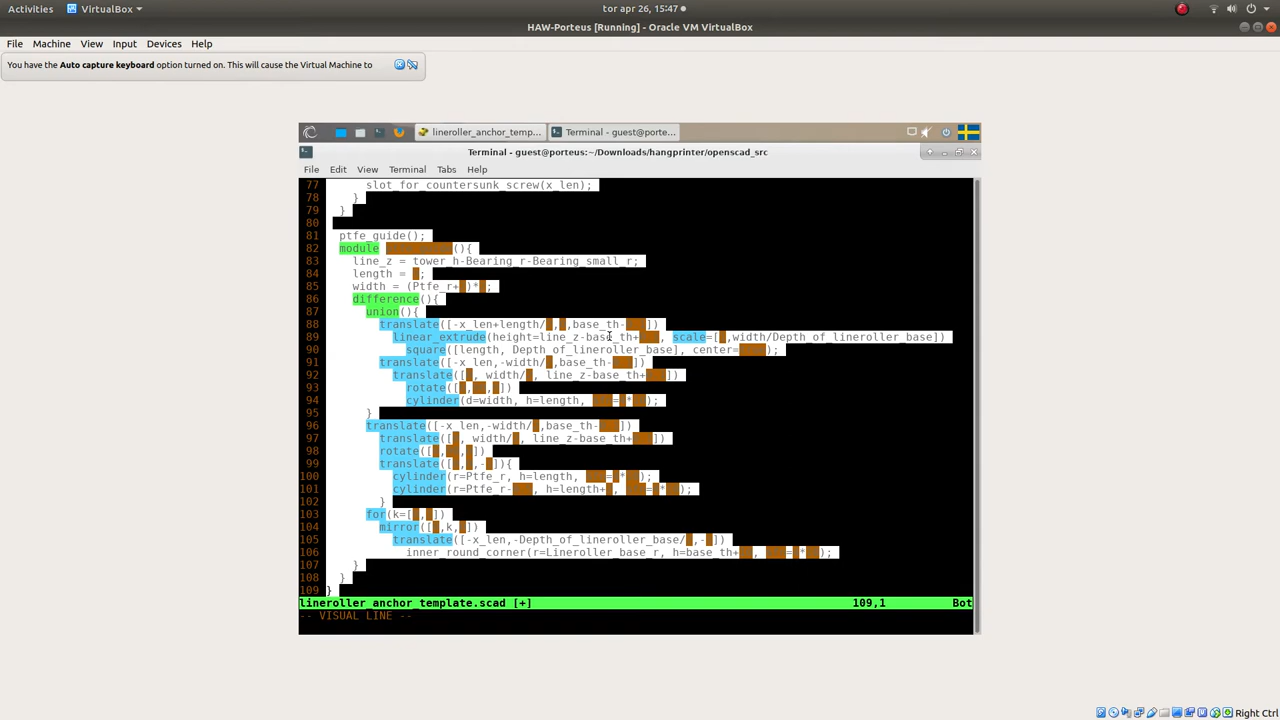 Activities VirtualBox tor apr 26, 15:47
HAW-Porteus [Running] - Oracle VM VirtualBox
File Machine View Input Devices Help
You have the Auto capture keyboard option turned on. This will cause the Virtual Machine to
lineroller_anchor_temp... Terminal - guest@porte...
Terminal - guest@porteus:~/Downloads/hangprinter/openscad_src
File Edit View Terminal Tabs Help
77 slot_for_countersunk_screw(x_len);
78 }
79 }
80
81 ptfe_guide();
82 module (){
83 line_z = tower_h-Bearing_r-Bearing_small_r;
84 length = ;
85 width = (Ptfe_r+ )* ;
86 difference(){
87 union(){
88 translate([-x_len+length/ , ,base_th- ])
89 linear_extrude(height=line_z-base_th+ , scale=[ ,width/Depth_of_lineroller_base])
90 square([length, Depth_of_lineroller_base], center= );
91 translate([-x_len,-width/ ,base_th- ])
92 translate([ , width/ , line_z-base_th+ ])
93 rotate([ , , ])
94 cylinder(d=width, h=length, = * );
95 }
96 translate([-x_len,-width/ ,base_th- ])
97 translate([ , width/ , line_z-base_th+ ])
98 rotate([ , , ])
99 translate([ , ,- ]){
100 cylinder(r=Ptfe_r, h=length, = * );
101 cylinder(r=Ptfe_r- , h=length+ , = * );
102 }
103 for(k=[ , ])
104 mirror([ ,k, ])
105 translate([-x_len,-Depth_of_lineroller_base/ ,- ])
106 inner_round_corner(r=Lineroller_base_r, h=base_th+ , = * );
107 }
108 }
109 }
lineroller_anchor_template.scad [+] 109,1 Bot
-- VISUAL LINE --
Right Ctrl